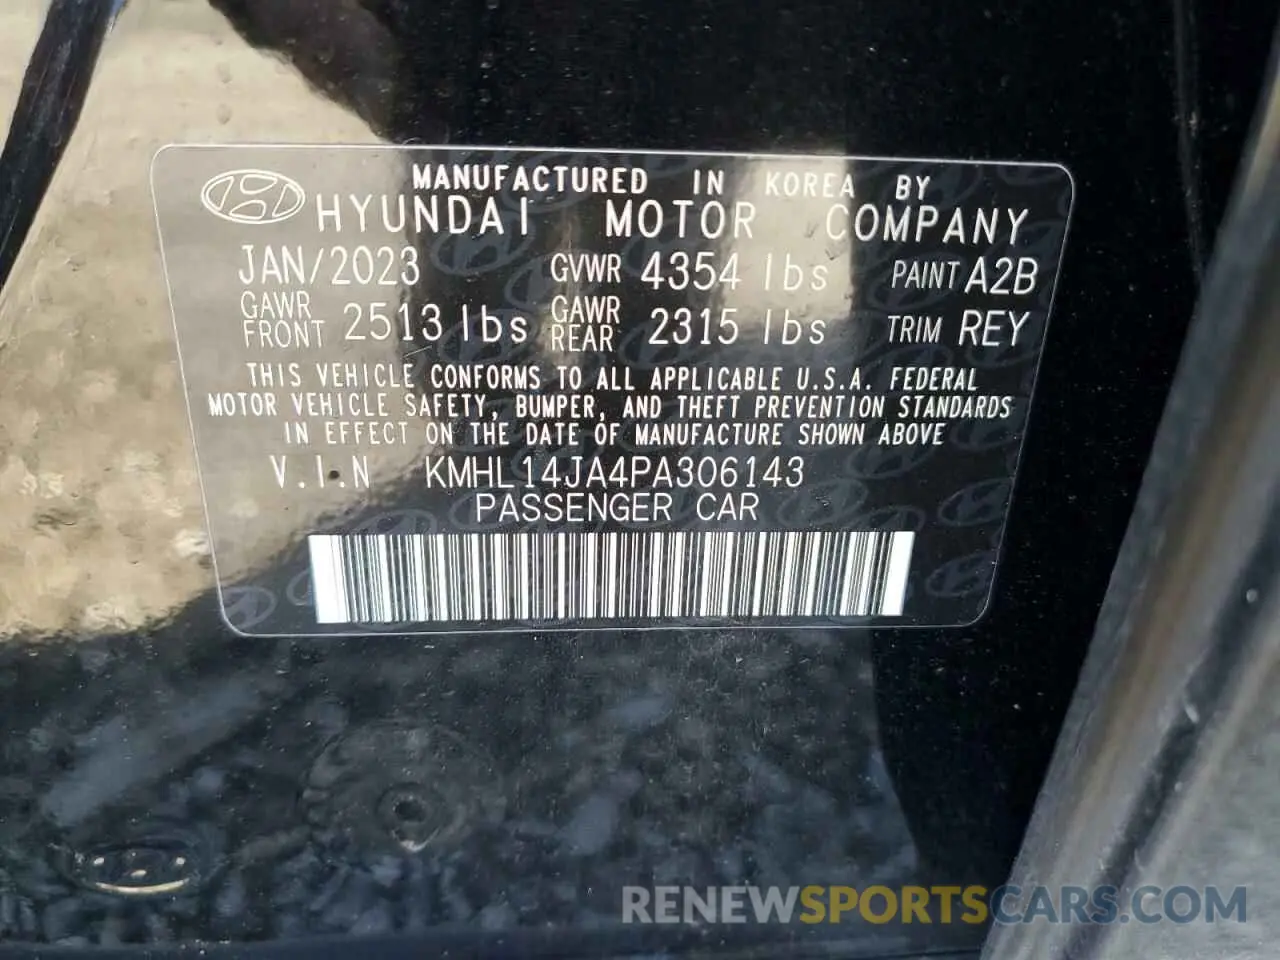 MANUFACTURED IN KOREA BY
HYUNDAI MOTOR COMPANY
JAN/2023 GVWR 4354 lbs PAINT A2B
GAWR FRONT 2513 lbs GAWR REAR 2315 lbs TRIM REY
THIS VEHICLE CONFORMS TO ALL APPLICABLE U.S.A. FEDERAL
MOTOR VEHICLE SAFETY, BUMPER, AND THEFT PREVENTION STANDARDS
IN EFFECT ON THE DATE OF MANUFACTURE SHOWN ABOVE
V.I.N KMHL14JA4PA306143
PASSENGER CAR
RENEWSPORTSCARS.COM